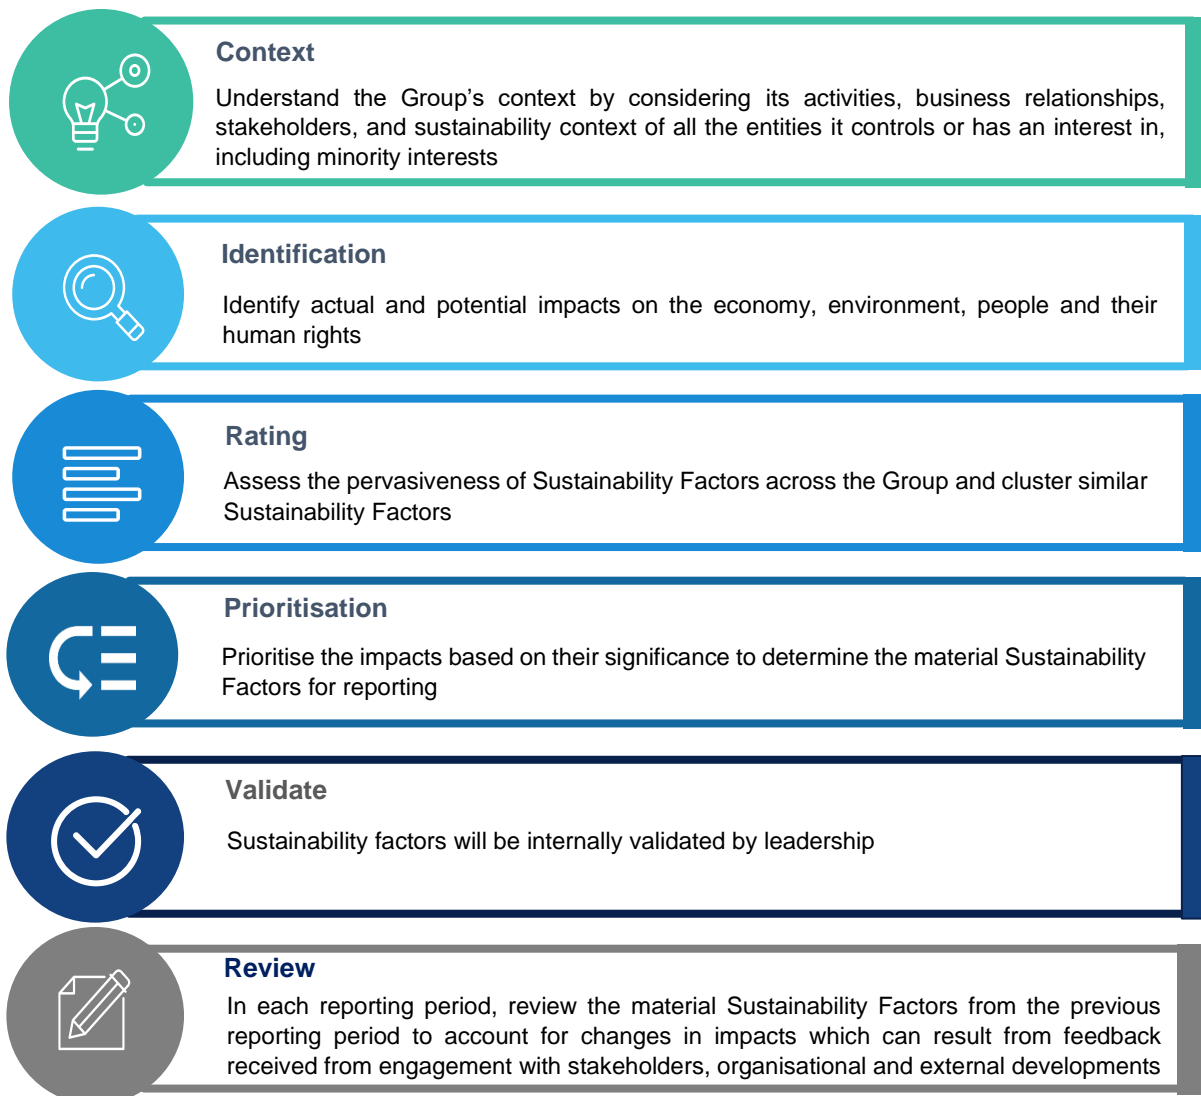 Context
Understand the Group’s context by considering its activities, business relationships,
stakeholders, and sustainability context of all the entities it controls or has an interest in,
including minority interests
Identification
Identify actual and potential impacts on the economy, environment, people and their
human rights
Rating
Assess the pervasiveness of Sustainability Factors across the Group and cluster similar
Sustainability Factors
Prioritisation
Prioritise the impacts based on their significance to determine the material Sustainability
Factors for reporting
Validate
Sustainability factors will be internally validated by leadership
Review
In each reporting period, review the material Sustainability Factors from the previous
reporting period to account for changes in impacts which can result from feedback
received from engagement with stakeholders, organisational and external developments